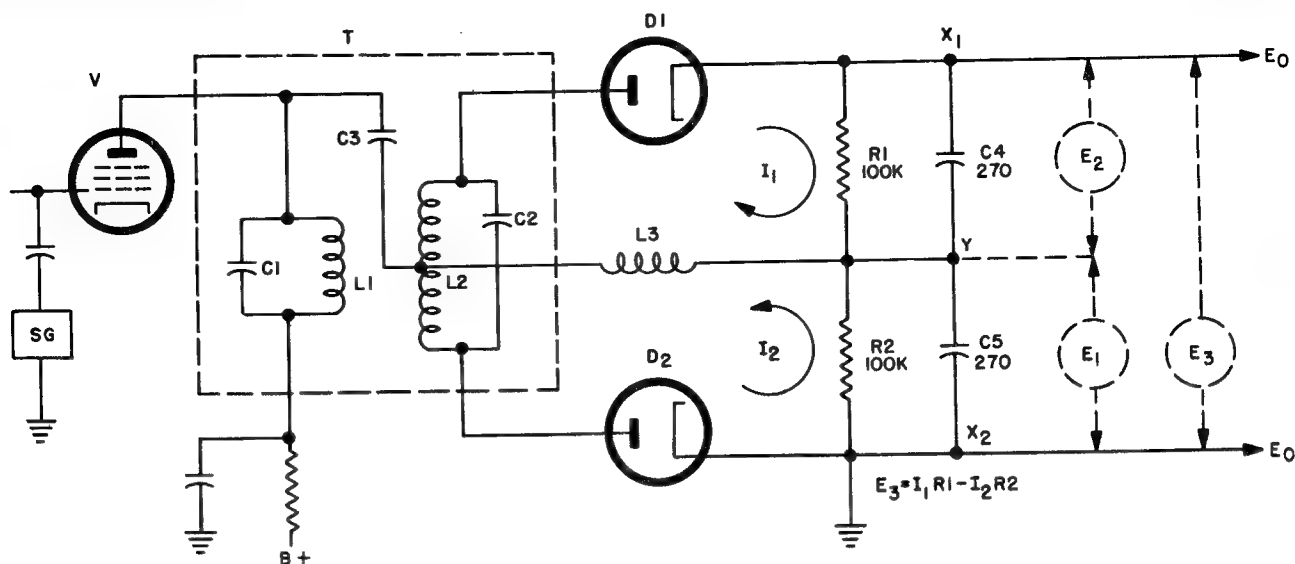 D1
X1
E0
T
V
C3
R1
100K
C4
270
E2
I1
C2
L3
Y
C1
L1
L2
SG
I2
R2
100K
C5
270
E1
E3
D2
X2
E0
E3=I1R1-I2R2
B+